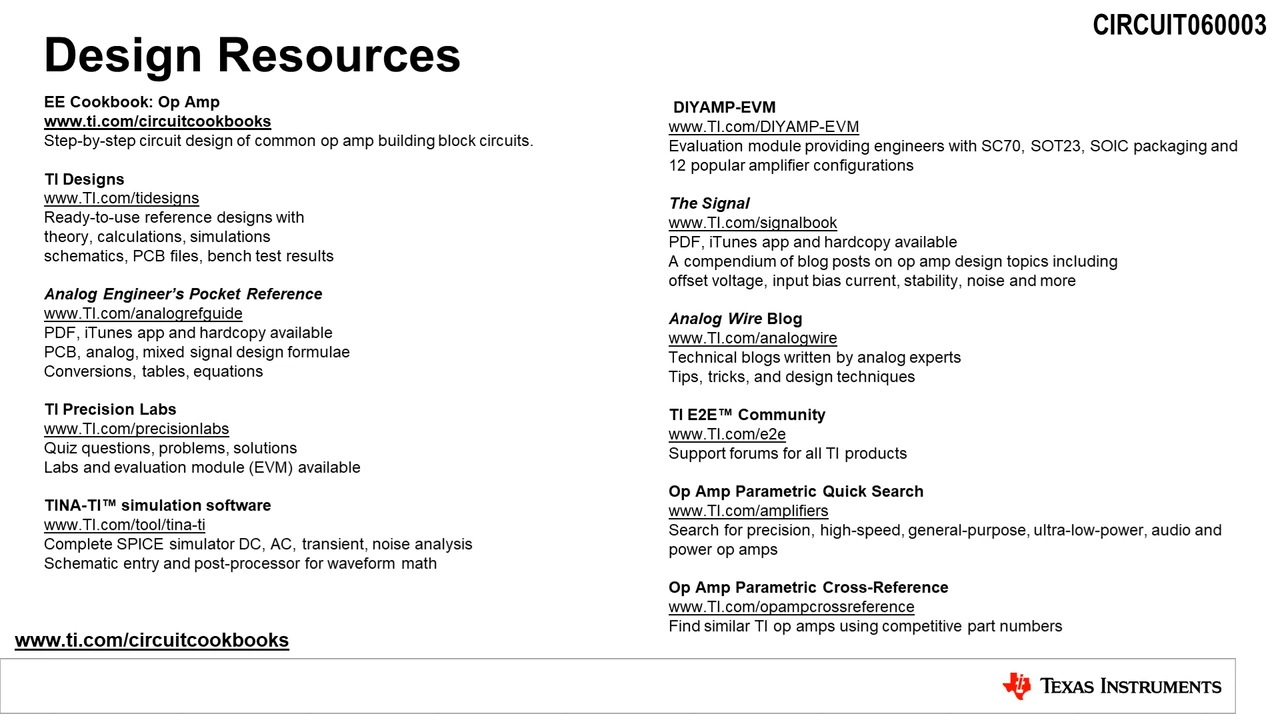 CIRCUIT060003
Design Resources
EE Cookbook: Op Amp
www.ti.com/circuitcookbooks
Step-by-step circuit design of common op amp building block circuits.
TI Designs
www.TI.com/tidesigns
Ready-to-use reference designs with
theory, calculations, simulations
schematics, PCB files, bench test results
Analog Engineer's Pocket Reference
www.TI.com/analogrefguide
PDF, iTunes app and hardcopy available
PCB, analog, mixed signal design formulae
Conversions, tables, equations
TI Precision Labs
www.TI.com/precisionlabs
Quiz questions, problems, solutions
Labs and evaluation module (EVM) available
TINA-TI™ simulation software
www.TI.com/tool/tina-ti
Complete SPICE simulator DC, AC, transient, noise analysis
Schematic entry and post-processor for waveform math
DIYAMP-EVM
www.TI.com/DIYAMP-EVM
Evaluation module providing engineers with SC70, SOT23, SOIC packaging and
12 popular amplifier configurations
The Signal
www.TI.com/signalbook
PDF, iTunes app and hardcopy available
A compendium of blog posts on op amp design topics including
offset voltage, input bias current, stability, noise and more
Analog Wire Blog
www.TI.com/analogwire
Technical blogs written by analog experts
Tips, tricks, and design techniques
TI E2E™ Community
www.TI.com/e2e
Support forums for all TI products
Op Amp Parametric Quick Search
www.TI.com/amplifiers
Search for precision, high-speed, general-purpose, ultra-low-power, audio and
power op amps
Op Amp Parametric Cross-Reference
www.TI.com/opampcrossreference
Find similar TI op amps using competitive part numbers
www.ti.com/circuitcookbooks
TEXAS INSTRUMENTS